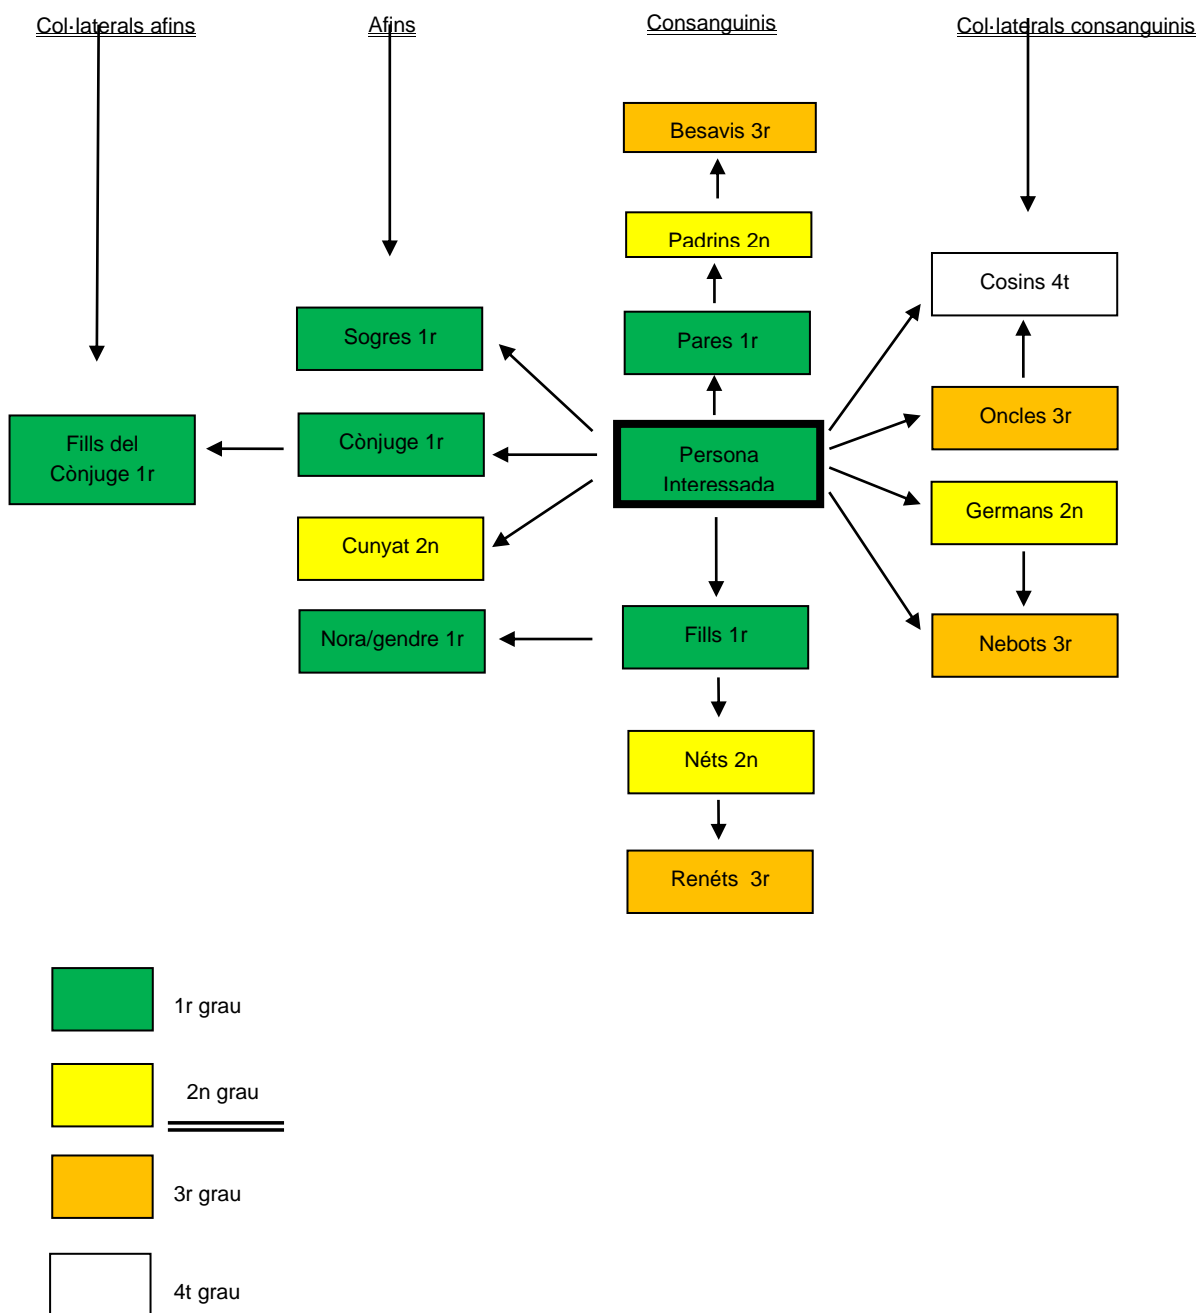 Col·laterals afins
Afins
Consanguinis
Col·laterals consanguinis
Besavis 3r
Padrins 2n
Cosins 4t
Sogres 1r
Pares 1r
Oncles 3r
Fills del
Cònjuge 1r
Cònjuge 1r
Persona
Interessada
Germans 2n
Cunyat 2n
Nora/gendre 1r
Fills 1r
Nebots 3r
Néts 2n
Renéts  3r
1r grau
2n grau
3r grau
4t grau